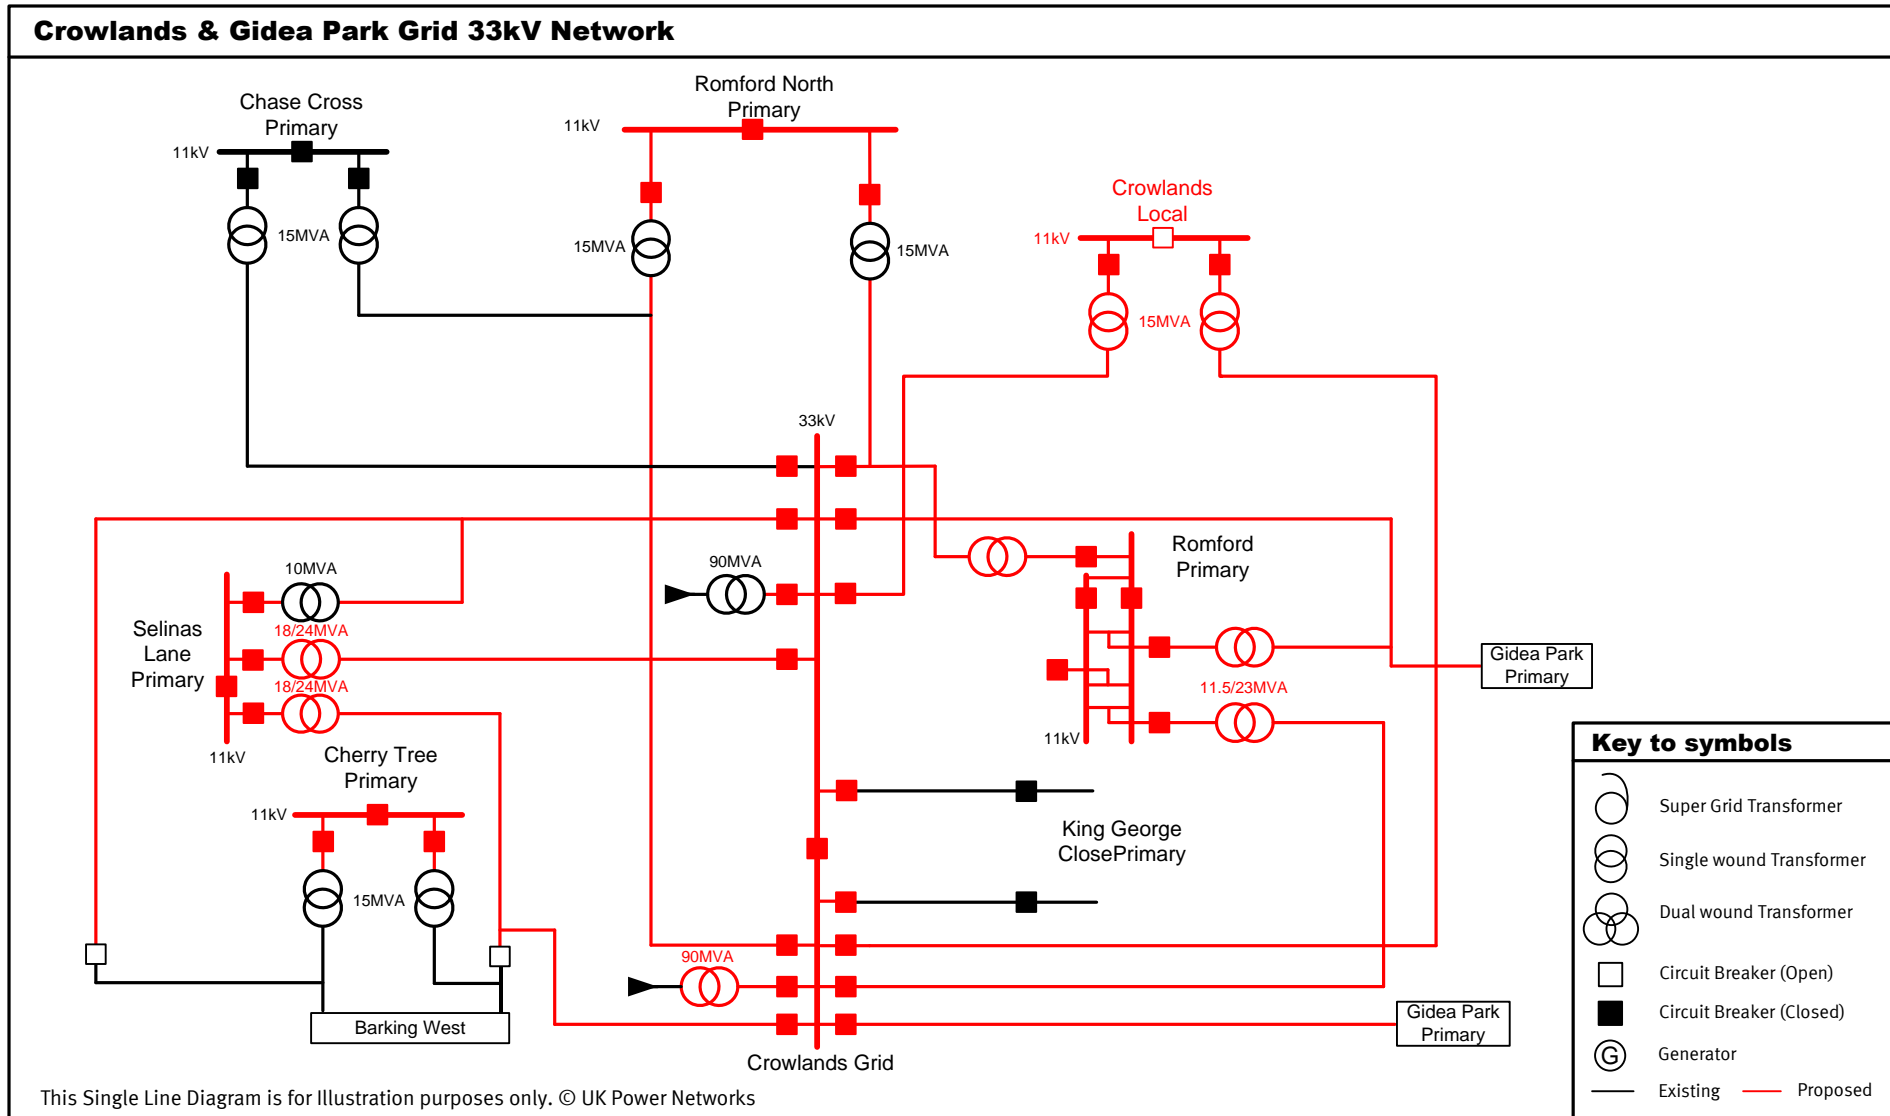 Crowlands & Gidea Park Grid 33kV Network
Chase Cross
Primary
11kV
15MVA
Romford North
Primary
11kV
15MVA
15MVA
Crowlands
Local
11kV
15MVA
33kV
90MVA
Romford
Primary
11.5/23MVA
11kV
Gidea Park
Primary
10MVA
18/24MVA
18/24MVA
Selinas
Lane
Primary
11kV
Cherry Tree
Primary
11kV
15MVA
Barking West
King George
ClosePrimary
90MVA
Gidea Park
Primary
Crowlands Grid
Key to symbols
Super Grid Transformer
Single wound Transformer
Dual wound Transformer
Circuit Breaker (Open)
Circuit Breaker (Closed)
G Generator
Existing Proposed
This Single Line Diagram is for Illustration purposes only. © UK Power Networks